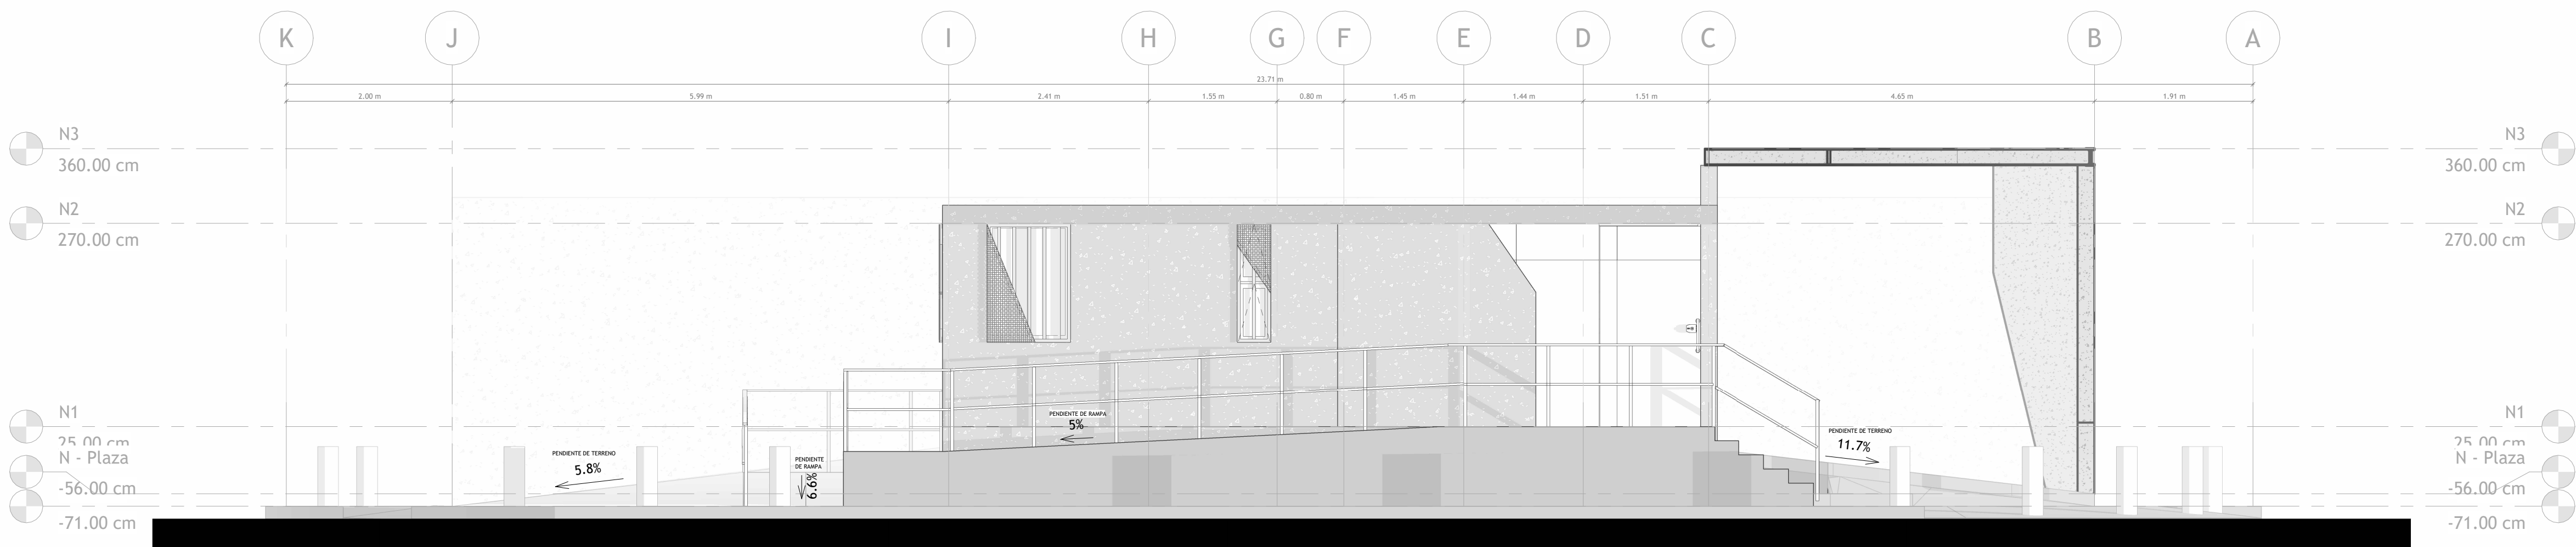 K J I H G F E D C B A
23.71 m
2.00 m 5.99 m 2.41 m 1.55 m 0.80 m 1.45 m 1.44 m 1.51 m 4.65 m 1.91 m
N3 N3
360.00 cm 360.00 cm
N2 N2
270.00 cm 270.00 cm
N1 N1
25.00 cm 25.00 cm
N - Plaza N - Plaza
-56.00 cm -56.00 cm
-71.00 cm -71.00 cm
PENDIENTE DE RAMPA
5%
PENDIENTE DE TERRENO
5.8%
PENDIENTE
DE RAMPA
6.6%
PENDIENTE DE TERRENO
11.7%